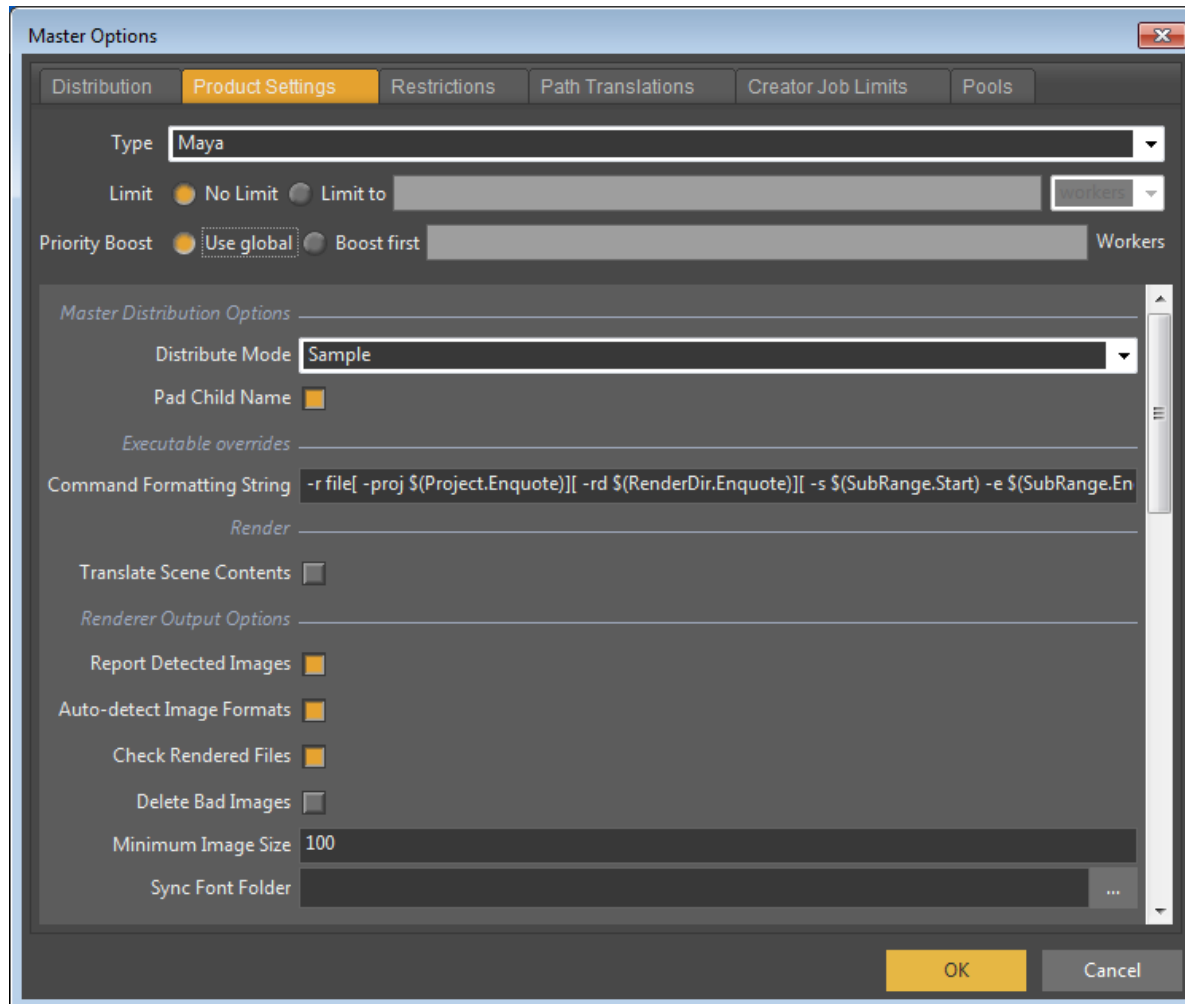 Master Options
Distribution Product Settings Restrictions Path Translations Creator Job Limits Pools
Type Maya
Limit No Limit Limit to workers
Priority Boost Use global Boost first Workers
Master Distribution Options
Distribute Mode Sample
Pad Child Name
Executable overrides
Command Formatting String -r file[ -proj $(Project.Enquote)][ -rd $(RenderDir.Enquote)][ -s $(SubRange.Start) -e $(SubRange.En
Render
Translate Scene Contents
Renderer Output Options
Report Detected Images
Auto-detect Image Formats
Check Rendered Files
Delete Bad Images
Minimum Image Size 100
Sync Font Folder ...
OK Cancel